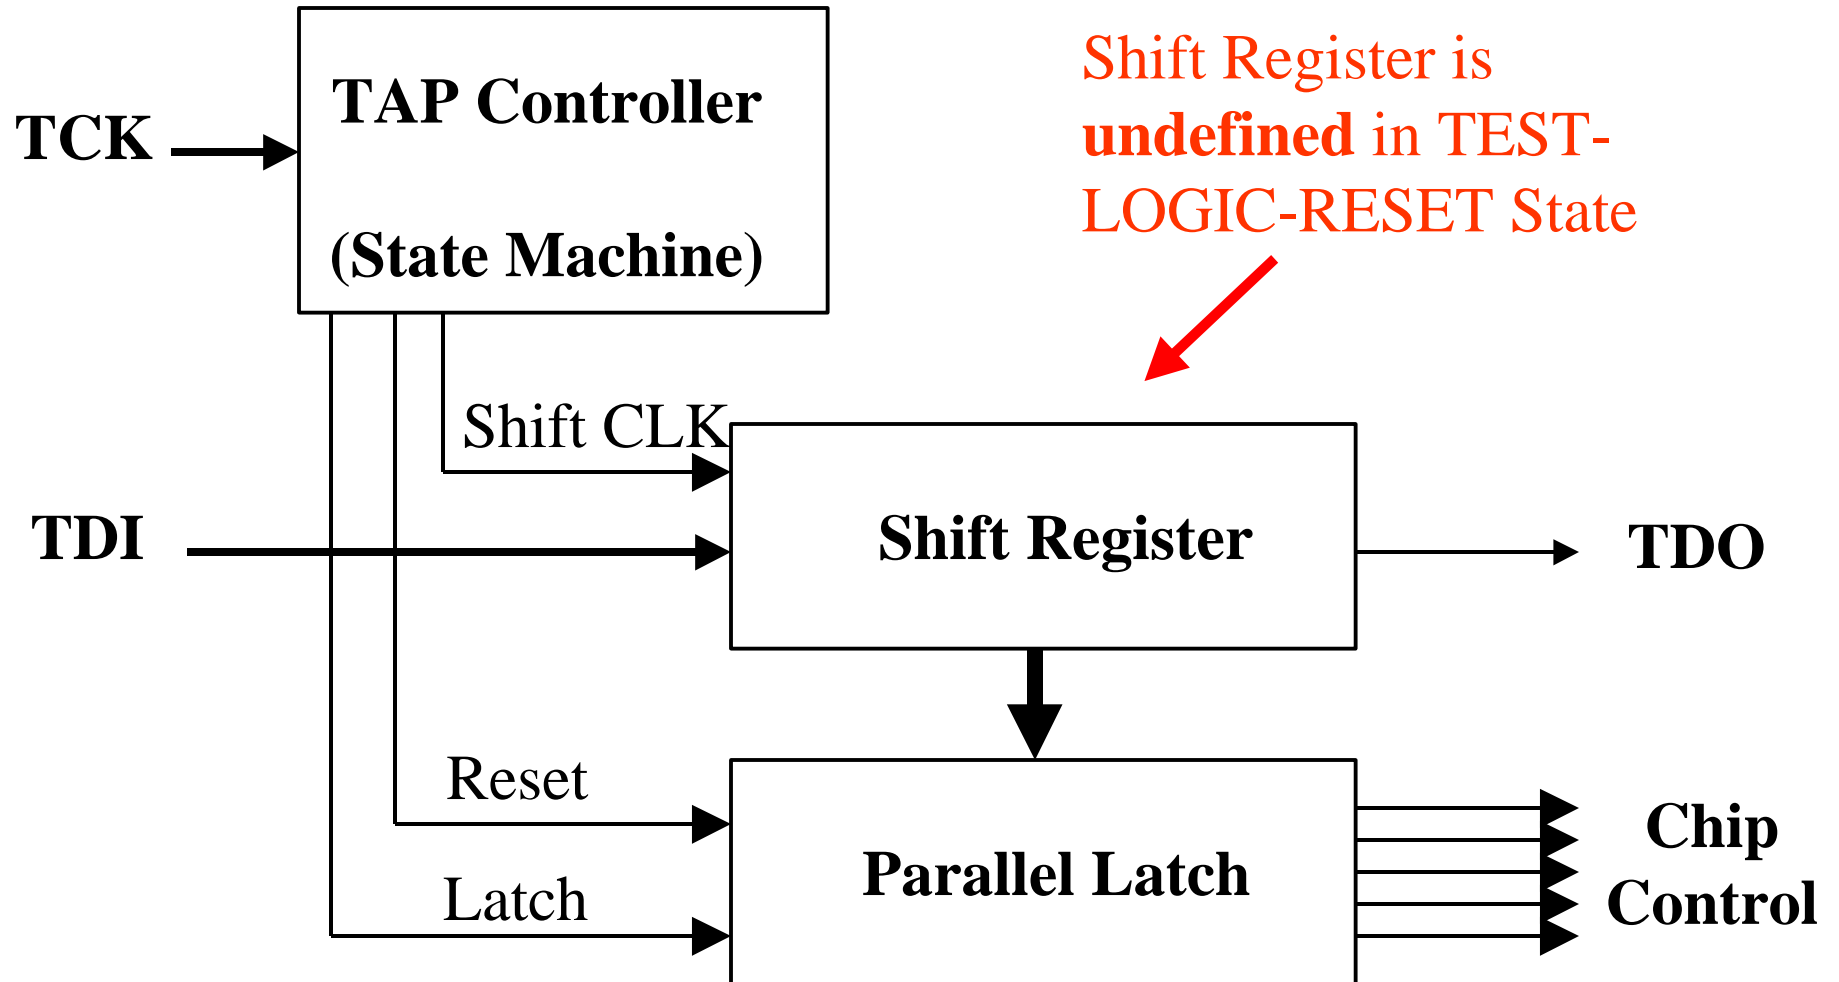 TAP Controller
(State Machine)
TCK
Shift Register is
undefined in TEST-
LOGIC-RESET State
Shift CLK
TDI
Shift Register
TDO
Reset
Latch
Parallel Latch
Chip
Control